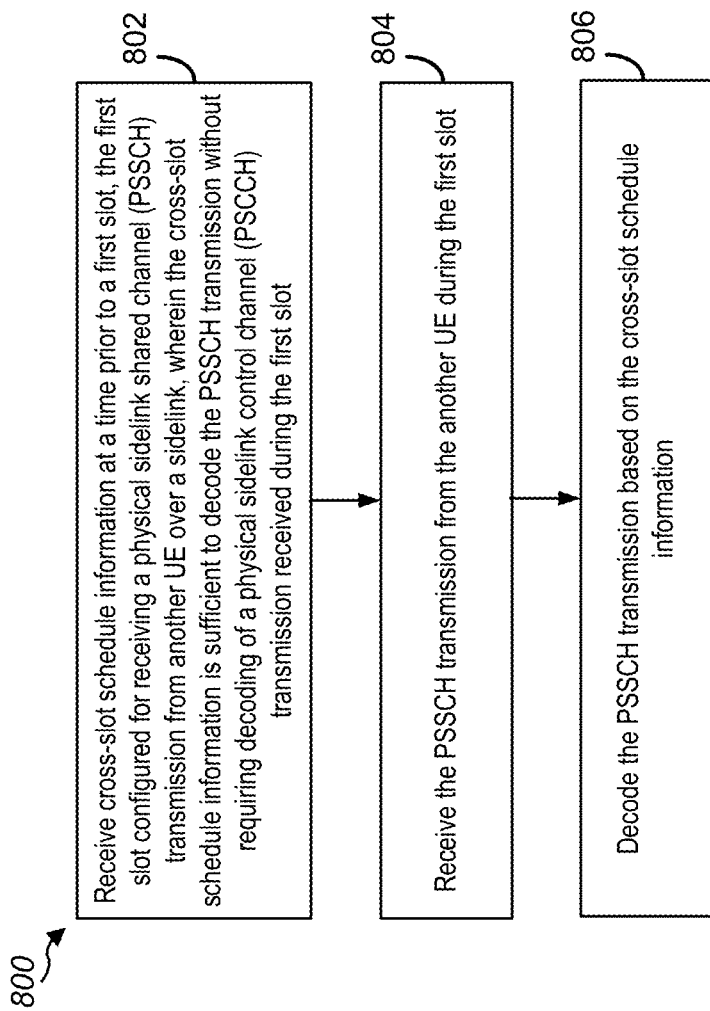 800
Receive cross-slot schedule information at a time prior to a first slot, the first
slot configured for receiving a physical sidelink shared channel (PSSCH)
transmission from another UE over a sidelink, wherein the cross-slot
schedule information is sufficient to decode the PSSCH transmission without
requiring decoding of a physical sidelink control channel (PSCCH)
transmission received during the first slot
802
Receive the PSSCH transmission from the another UE during the first slot
804
Decode the PSSCH transmission based on the cross-slot schedule
information
806